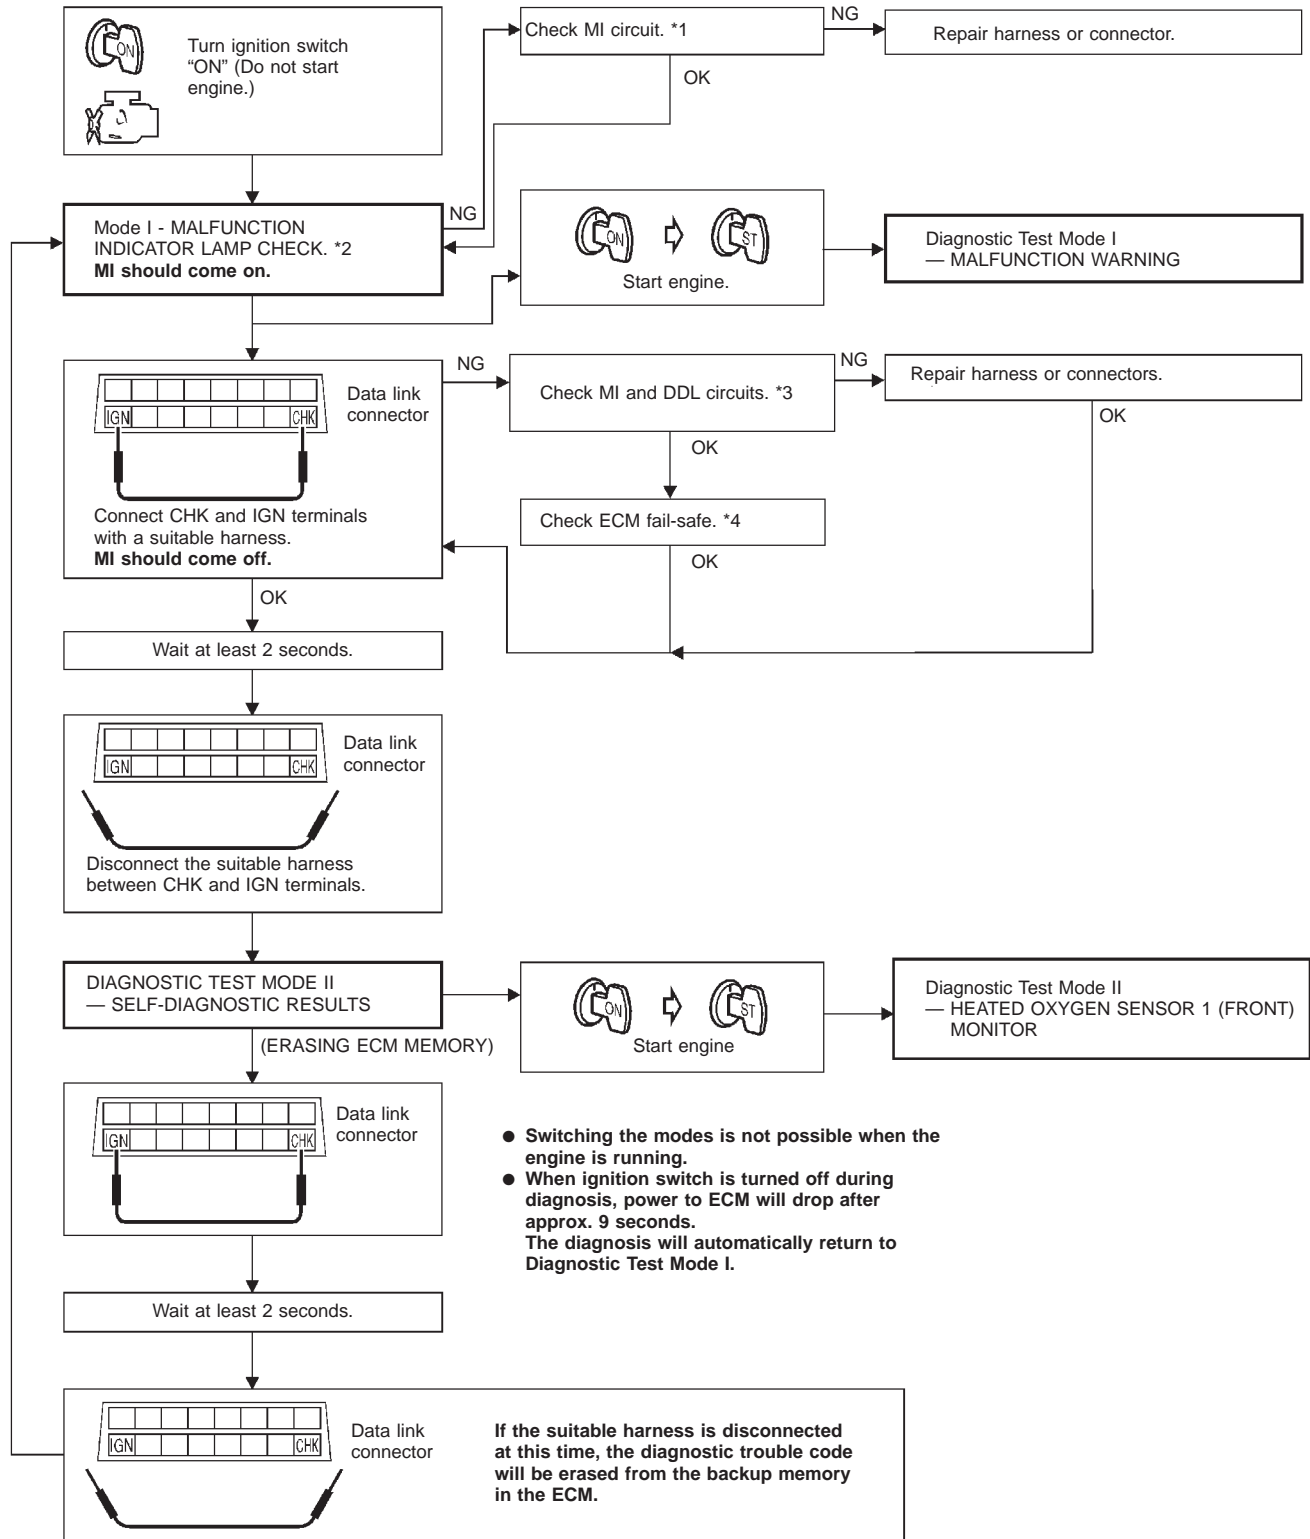 ON
Turn ignition switch
“ON” (Do not start
engine.)
Check MI circuit. *1
NG
Repair harness or connector.
OK
Mode I - MALFUNCTION
INDICATOR LAMP CHECK. *2
MI should come on.
NG
ON
ST
Start engine.
Diagnostic Test Mode I
— MALFUNCTION WARNING
IGN
CHK
Data link
connector
Connect CHK and IGN terminals
with a suitable harness.
MI should come off.
NG
Check MI and DDL circuits. *3
NG
Repair harness or connectors.
OK
OK
Check ECM fail-safe. *4
OK
OK
Wait at least 2 seconds.
IGN
CHK
Data link
connector
Disconnect the suitable harness
between CHK and IGN terminals.
DIAGNOSTIC TEST MODE II
— SELF-DIAGNOSTIC RESULTS
ON
ST
Start engine
Diagnostic Test Mode II
— HEATED OXYGEN SENSOR 1 (FRONT)
MONITOR
(ERASING ECM MEMORY)
IGN
CHK
Data link
connector
● Switching the modes is not possible when the
engine is running.
● When ignition switch is turned off during
diagnosis, power to ECM will drop after
approx. 9 seconds.
The diagnosis will automatically return to
Diagnostic Test Mode I.
Wait at least 2 seconds.
IGN
CHK
Data link
connector
If the suitable harness is disconnected
at this time, the diagnostic trouble code
will be erased from the backup memory
in the ECM.